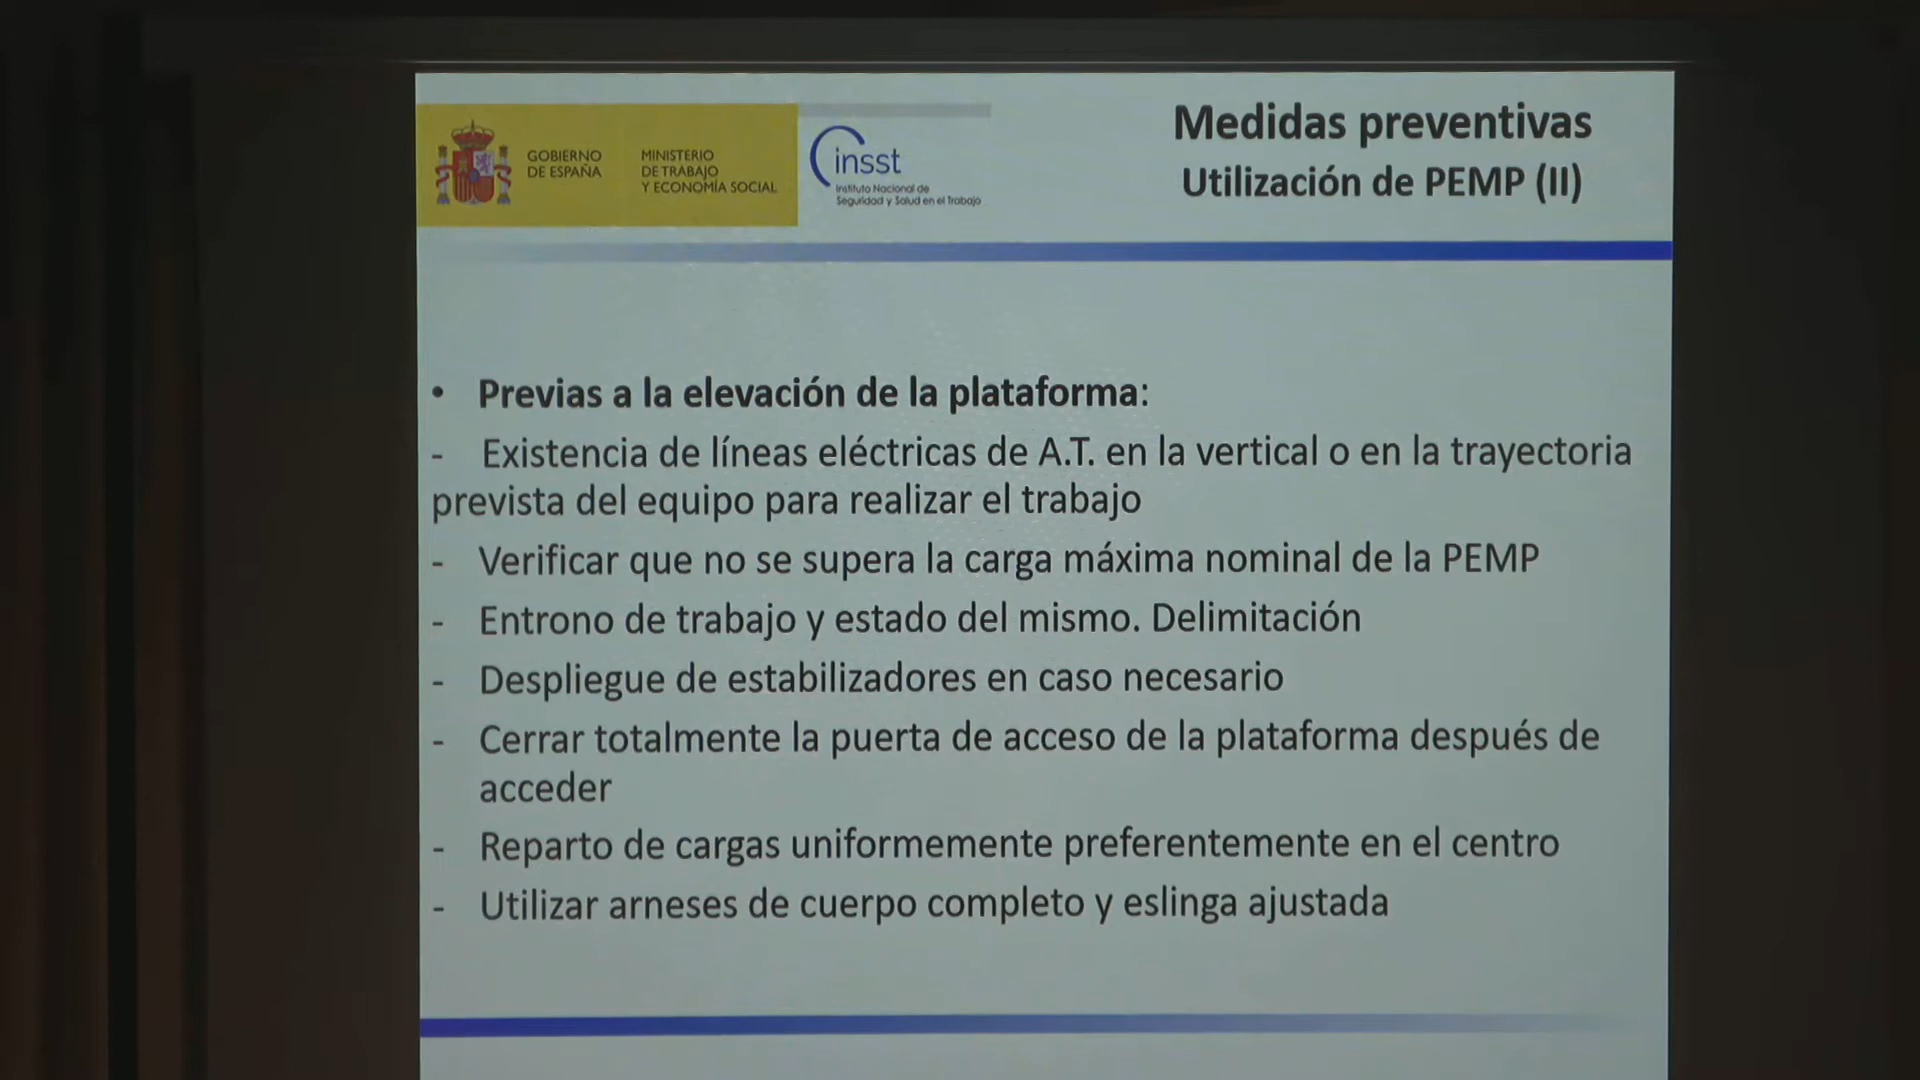 GOBIERNO
DE ESPAÑA
MINISTERIO
DE TRABAJO
Y ECONOMÍA SOCIAL
insst
Instituto Nacional de
Seguridad y Salud en el Trabajo
Medidas preventivas
Utilización de PEMP (II)
• Previas a la elevación de la plataforma:
- Existencia de líneas eléctricas de A.T. en la vertical o en la trayectoria
prevista del equipo para realizar el trabajo
- Verificar que no se supera la carga máxima nominal de la PEMP
- Entrono de trabajo y estado del mismo. Delimitación
- Despliegue de estabilizadores en caso necesario
- Cerrar totalmente la puerta de acceso de la plataforma después de
acceder
- Reparto de cargas uniformemente preferentemente en el centro
- Utilizar arneses de cuerpo completo y eslinga ajustada